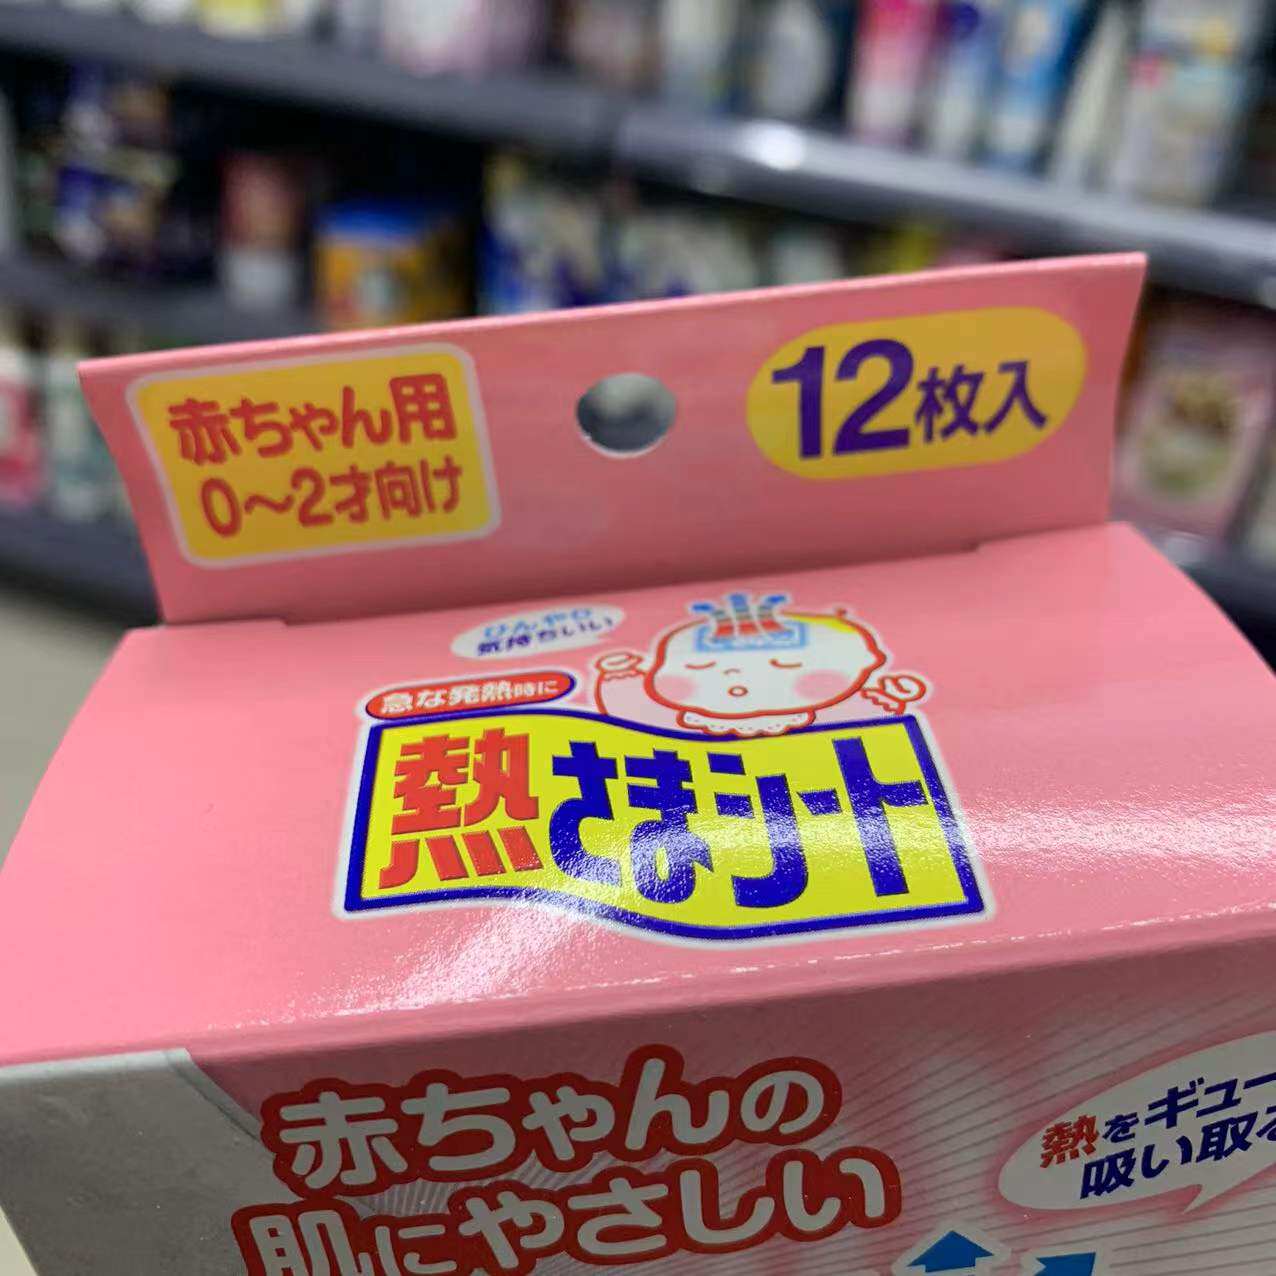 赤ちゃん用
0〜2才向け
12枚入
ひんやり
気持ちいい
急な発熱時に
熱さまシート
赤ちゃんの
肌にやさしい
熱をギュー
吸い取る